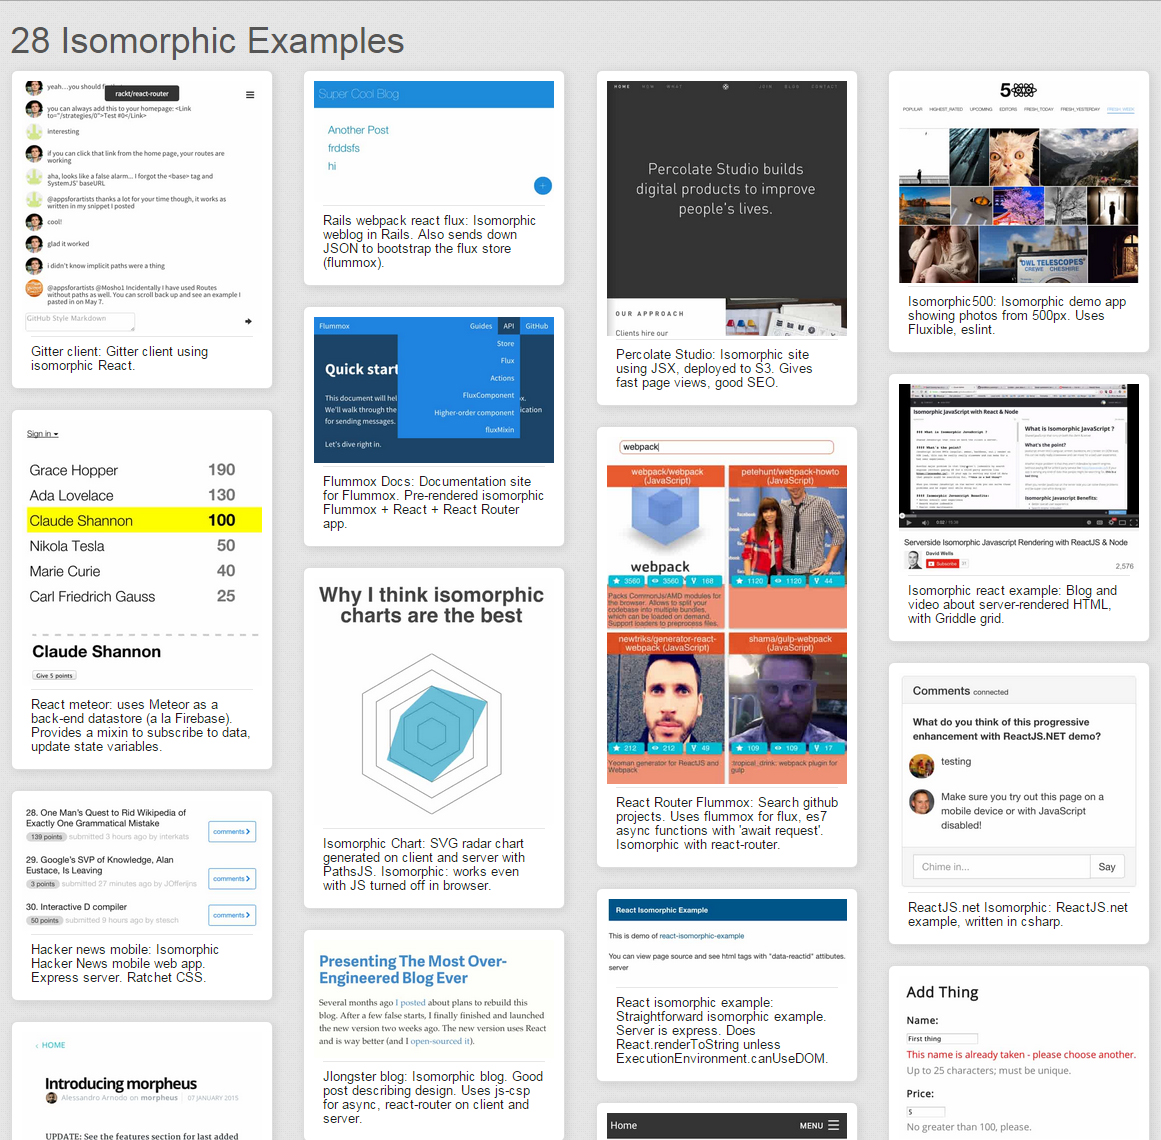 28 Isomorphic Examples
yeah...you should
rackt/react-router
you can always add this to your homepage: <Link
to="/strategies/0">Test #0</Link>
interesting
if you can click that link from the home page, your routes are
working
aha, looks like a false alarm... I forgot the <base> tag and
SystemJS' baseURL
@appsforartists thanks a lot for your time though, it works as
written in my snippet I posted
cool!
glad it worked
i didn't know implicit paths were a thing
@appsforartists @Mosho1 Incidentally I have used Routes
without paths as well. You can scroll back up and see an example I
pasted in on May 7.
GitHub Style Markdown
Gitter client: Gitter client using
isomorphic React.
Sign in
Grace Hopper 190
Ada Lovelace 130
Claude Shannon 100
Nikola Tesla 50
Marie Curie 40
Carl Friedrich Gauss 25
Claude Shannon
Give 5 points
React meteor: uses Meteor as a
back-end datastore (a la Firebase).
Provides a mixin to subscribe to data,
update state variables.
28. One Man's Quest to Rid Wikipedia of
Exactly One Grammatical Mistake
139 points submitted 3 hours ago by interkats
comments
29. Google's SVP of Knowledge, Alan
Eustace, Is Leaving
3 points submitted 27 minutes ago by JOfferijns
comments
30. Interactive D compiler
50 points submitted 9 hours ago by stesch
comments
Hacker news mobile: Isomorphic
Hacker News mobile web app.
Express server. Ratchet CSS.
‹ HOME
Introducing morpheus
Alessandro Arnodo on morpheus | 07 JANUARY 2015
UPDATE: See the features section for last added
Super Cool Blog
Another Post
frddsfs
hi
+
Rails webpack react flux: Isomorphic
weblog in Rails. Also sends down
JSON to bootstrap the flux store
(flummox).
Flummox Guides API GitHub
Store
Flux
Actions
FluxComponent
Higher-order component
fluxMixin
Quick start
This document will help
We'll walk through the
for sending messages.
Let's dive right in.
Flummox Docs: Documentation site
for Flummox. Pre-rendered isomorphic
Flummox + React + React Router
app.
Why I think isomorphic
charts are the best
Isomorphic Chart: SVG radar chart
generated on client and server with
PathsJS. Isomorphic: works even
with JS turned off in browser.
Presenting The Most Over-
Engineered Blog Ever
Several months ago I posted about plans to rebuild this
blog. After a few false starts, I finally finished and launched
the new version two weeks ago. The new version uses React
and is way better (and I open-sourced it).
Jlongster blog: Isomorphic blog. Good
post describing design. Uses js-csp
for async, react-router on client and
server.
HOME HOW WHAT JOIN BLOG CONTACT
Percolate Studio builds
digital products to improve
people's lives.
OUR APPROACH
Clients hire our
Percolate Studio: Isomorphic site
using JSX, deployed to S3. Gives
fast page views, good SEO.
webpack
webpack/webpack
(JavaScript)
webpack
3560 3560 168
Packs CommonJs/AMD modules for
the browser. Allows to split your
codebase into multiple bundles,
which can be loaded on demand.
Support loaders to preprocess files,
petehunt/webpack-howto
(JavaScript)
1120 1120 44
newtriks/generator-react-
webpack (JavaScript)
212 212 49
Yeoman generator for ReactJS and
Webpack
shama/gulp-webpack
(JavaScript)
109 109 17
:tropical_drink: webpack plugin for
gulp
React Router Flummox: Search github
projects. Uses flummox for flux, es7
async functions with 'await request'.
Isomorphic with react-router.
React Isomorphic Example
This is demo of react-isomorphic-example
You can view page source and see html tags with "data-reactid" attibutes.
server
React isomorphic example:
Straightforward isomorphic example.
Server is express. Does
React.renderToString unless
ExecutionEnvironment.canUseDOM.
Home MENU
5
POPULAR HIGHEST_RATED UPCOMING EDITORS FRESH_TODAY FRESH_YESTERDAY FRESH_WEEK
OWL TELESCOPES
CREWE CHESHIRE
Isomorphic500: Isomorphic demo app
showing photos from 500px. Uses
Fluxible, eslint.
Isomorphic JavaScript with React & Node
### What is Isomorphic JavaScript ?
What is Isomorphic JavaScript ?
What's the point?
Isomorphic Javascript Benefits:
Serverside Isomorphic Javascript Rendering with ReactJS & Node
David Wells
Subscribe
2,576
Isomorphic react example: Blog and
video about server-rendered HTML,
with Griddle grid.
Comments connected
What do you think of this progressive
enhancement with ReactJS.NET demo?
testing
Make sure you try out this page on a
mobile device or with JavaScript
disabled!
Chime in... Say
ReactJS.net Isomorphic: ReactJS.net
example, written in csharp.
Add Thing
Name:
First thing
This name is already taken - please choose another.
Up to 25 characters; must be unique.
Price:
5
No greater than 100, please.